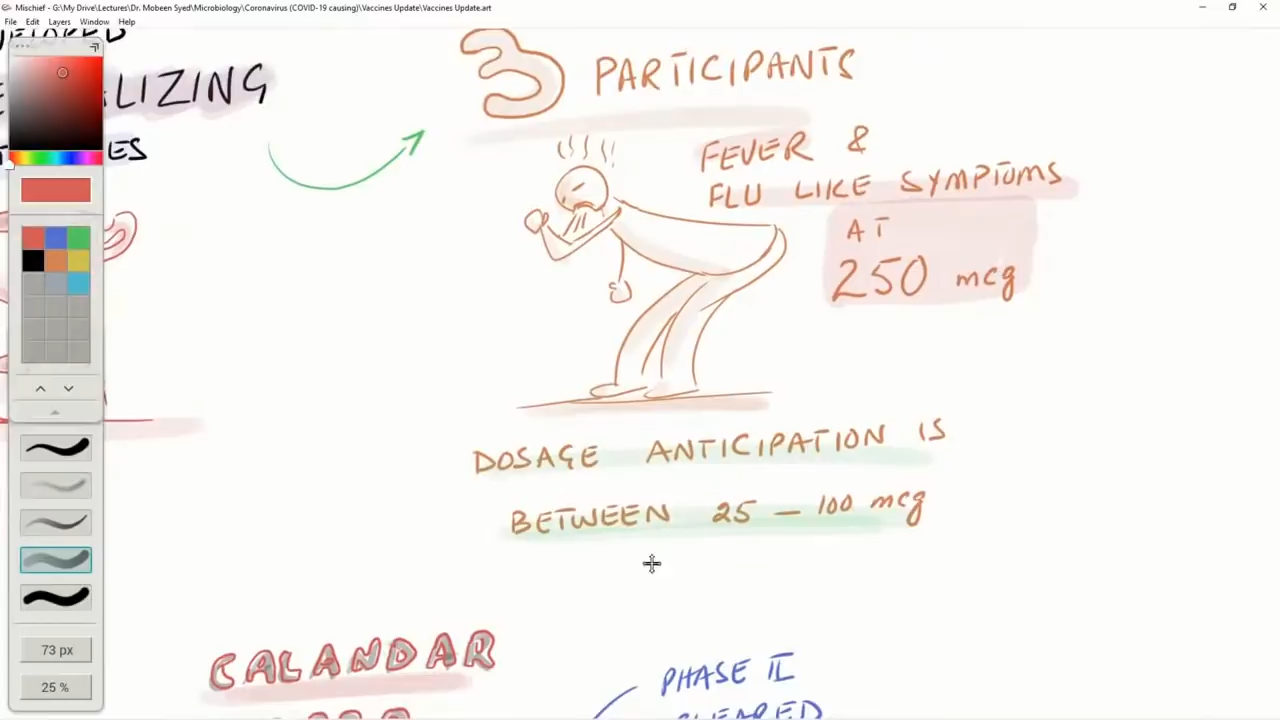 Mischief - G:\My Drive\Lectures\Dr. Mobeen Syed\Microbiology\Coronavirus (COVID-19 causing)\Vaccines Update\Vaccines Update.art
File Edit Layers Window Help
3 PARTICIPANTS
LIZING
ES
FEVER &
FLU LIKE SYMPTOMS
AT
250 mcg
DOSAGE ANTICIPATION IS
BETWEEN 25 - 100 mcg
CALANDAR
PHASE II
CLEARED
73 px
25 %